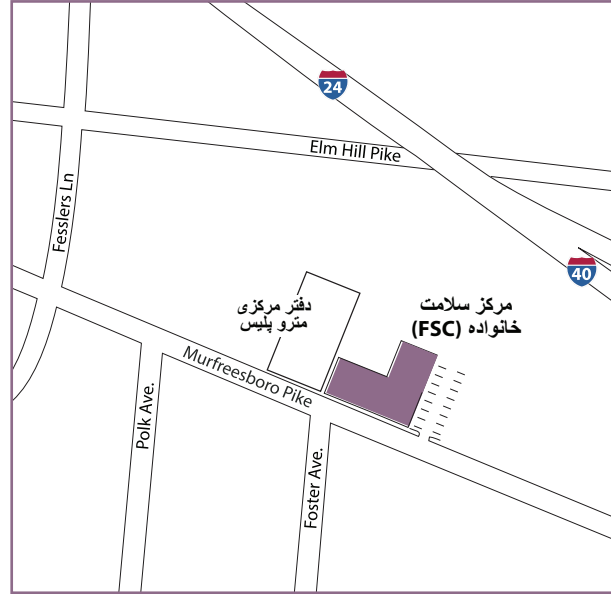 24
Elm Hill Pike
Fesslers Ln
40
دفتر مرکزی
مترو پلیس
مرکز سلامت
خانواده (FSC)
Murfreesboro Pike
Polk Ave.
Foster Ave.